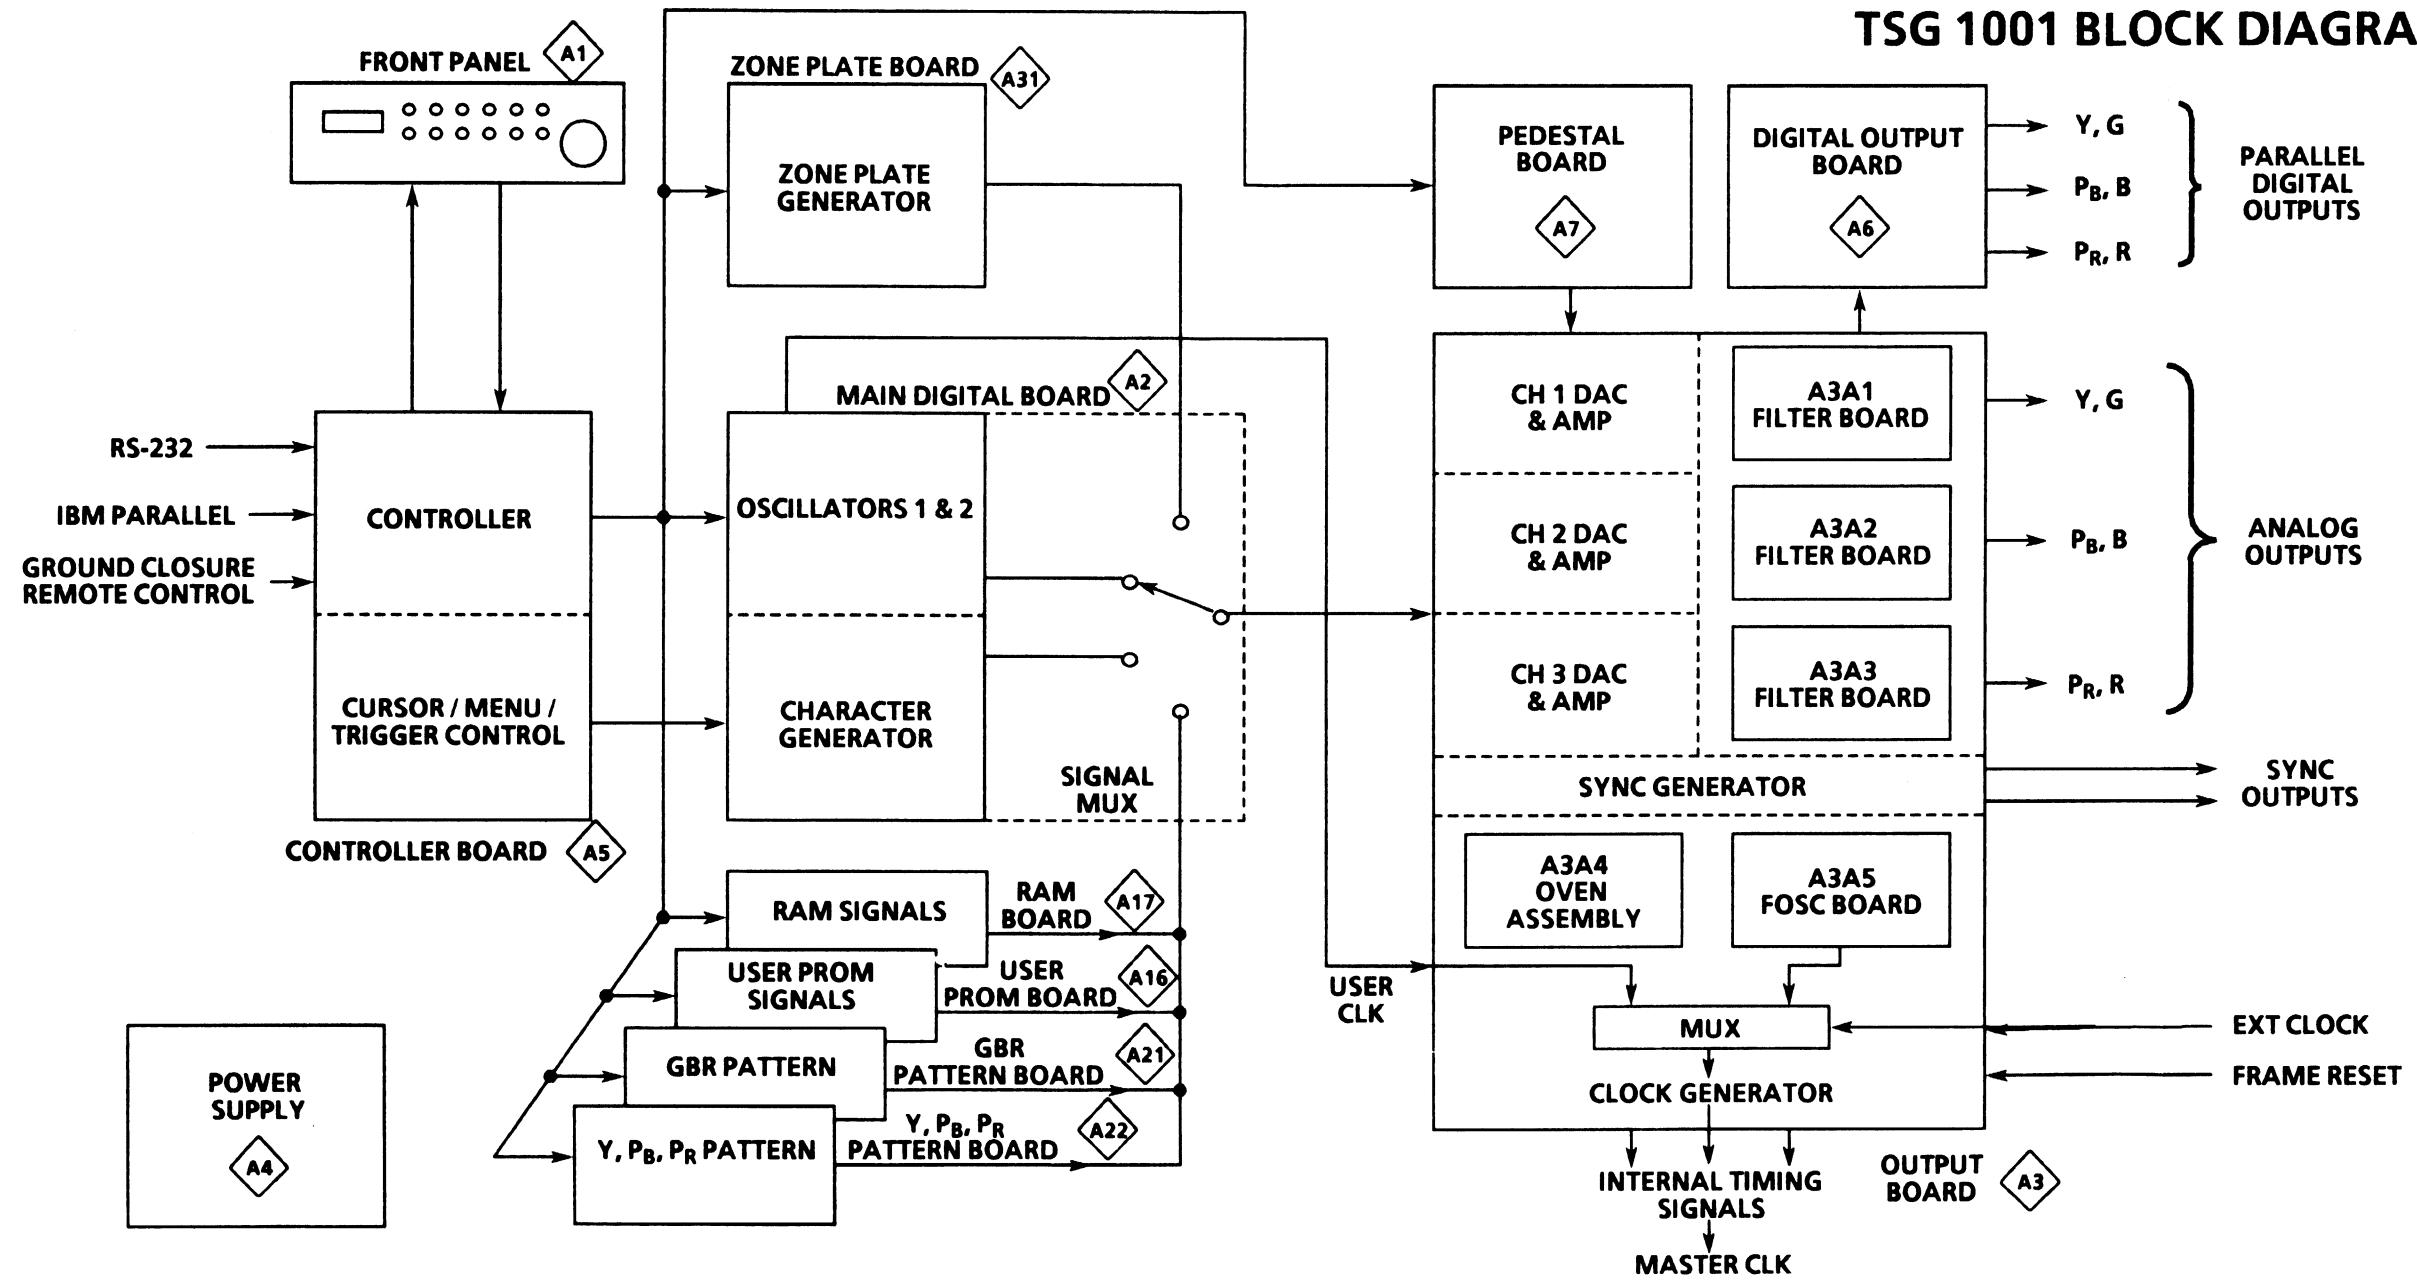 TSG 1001 BLOCK DIAGRA
FRONT PANEL
A1
ZONE PLATE BOARD
A31
ZONE PLATE
GENERATOR
PEDESTAL
BOARD
A7
DIGITAL OUTPUT
BOARD
A6
Y, G
PB, B
PR, R
PARALLEL
DIGITAL
OUTPUTS
MAIN DIGITAL BOARD
A2
RS-232
IBM PARALLEL
GROUND CLOSURE
REMOTE CONTROL
CONTROLLER
CURSOR / MENU /
TRIGGER CONTROL
CONTROLLER BOARD
A5
OSCILLATORS 1 & 2
CHARACTER
GENERATOR
SIGNAL
MUX
CH 1 DAC
& AMP
CH 2 DAC
& AMP
CH 3 DAC
& AMP
A3A1
FILTER BOARD
A3A2
FILTER BOARD
A3A3
FILTER BOARD
Y, G
PB, B
PR, R
ANALOG
OUTPUTS
SYNC GENERATOR
SYNC
OUTPUTS
A3A4
OVEN
ASSEMBLY
A3A5
FOSC BOARD
RAM SIGNALS
RAM
BOARD
A17
USER PROM
SIGNALS
USER
PROM BOARD
A16
GBR PATTERN
GBR
PATTERN BOARD
A21
Y, PB, PR PATTERN
Y, PB, PR
PATTERN BOARD
A22
POWER
SUPPLY
A4
USER
CLK
MUX
CLOCK GENERATOR
EXT CLOCK
FRAME RESET
INTERNAL TIMING
SIGNALS
MASTER CLK
OUTPUT
BOARD
A3